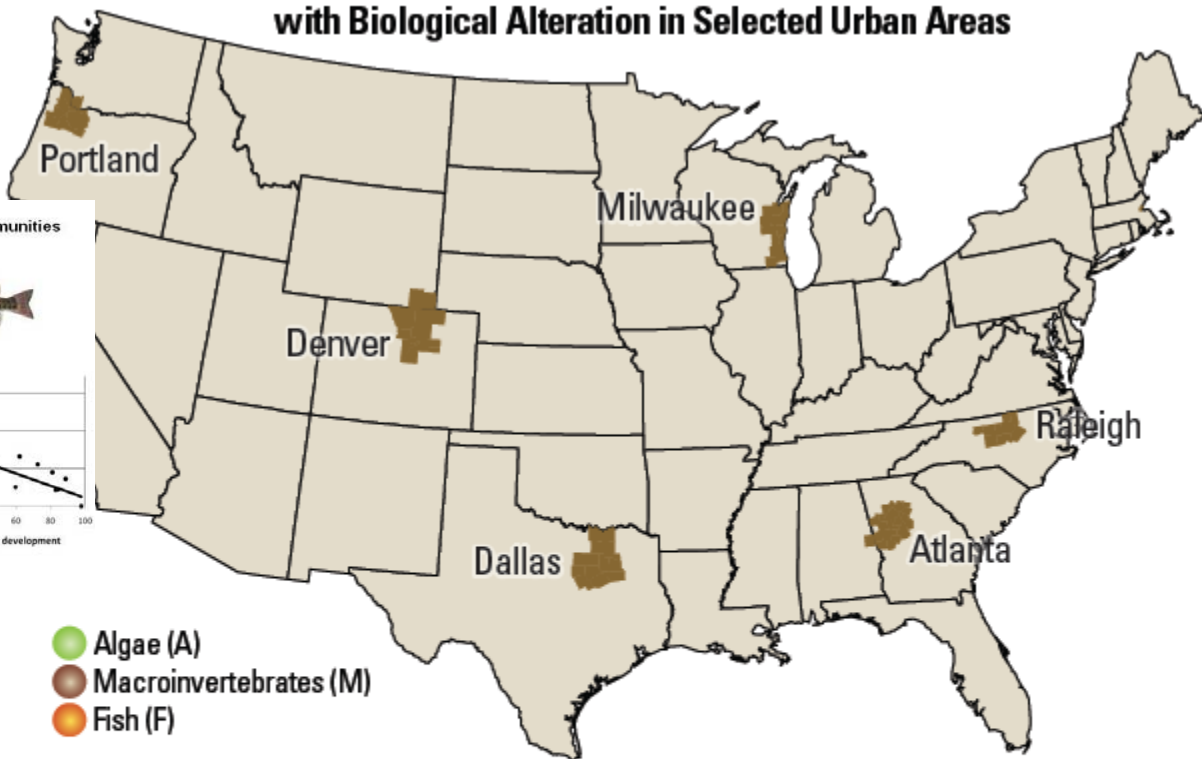 with Biological Alteration in Selected Urban Areas
Portland
Milwaukee
Denver
Raleigh
Atlanta
Dallas
60 80 100
development
Algae (A)
Macroinvertebrates (M)
Fish (F)